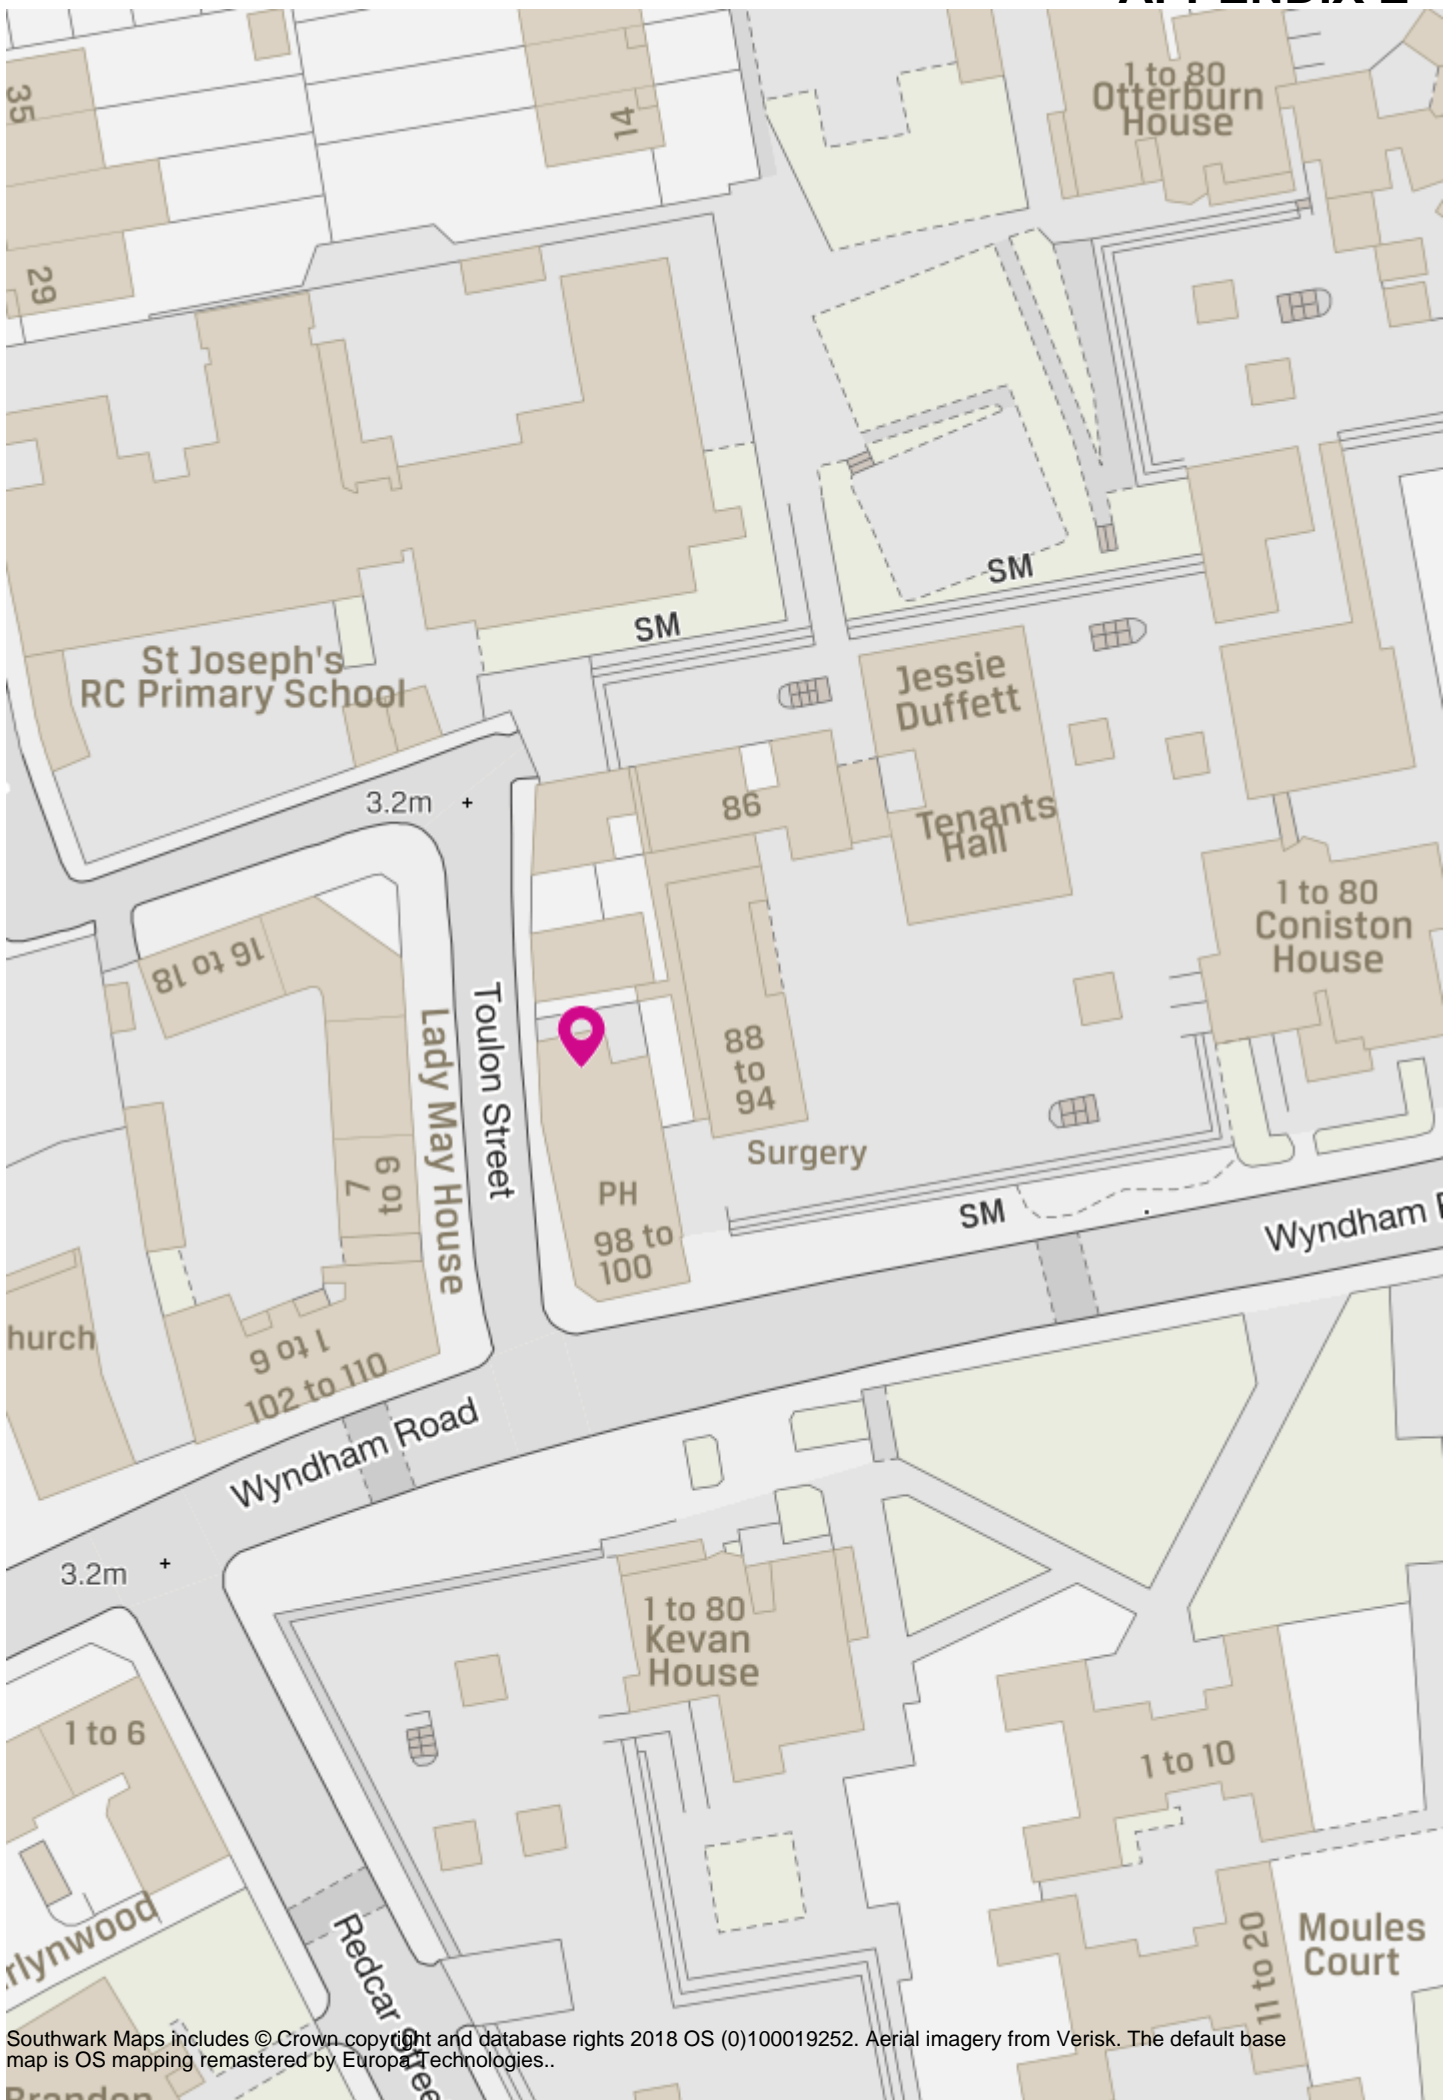 35
14
1 to 80
Otterburn
House
29
SM
SM
St Joseph's
RC Primary School
Jessie
Duffett
3.2m
86
Tenants
Hall
1 to 80
Coniston
House
16 to 18
Toulon Street
Lady May House
88
to
94
Surgery
7
to 9
PH
98 to
100
SM
Wyndham R
hurch
1 to 6
102 to 110
Wyndham Road
3.2m
1 to 80
Kevan
House
1 to 6
1 to 10
rlynwood
Redcar Stree
11 to 20
Moules
Court
Southwark Maps includes © Crown copyright and database rights 2018 OS (0)100019252. Aerial imagery from Verisk. The default base
map is OS mapping remastered by Europa Technologies..
Brandon